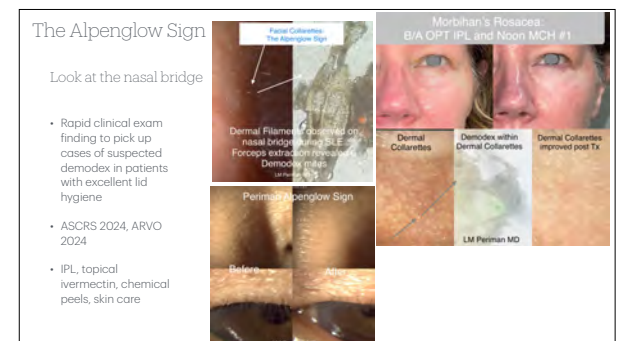 The Alpenglow Sign
Look at the nasal bridge
• Rapid clinical exam
finding to pick up
cases of suspected
demodex in patients
with excellent lid
hygiene
• ASCRS 2024, ARVO
2024
• IPL, topical
ivermectin, chemical
peels, skin care
Facial Collarettes:
The Alpenglow Sign
Dermal Filaments observed on
nasal bridge during SLE.
Forceps extraction revealed
Demodex mites
LM Periman MD
Periman Alpenglow Sign
Before
After
Morbihan's Rosacea:
B/A OPT IPL and Noon MCH #1
Dermal
Collarettes
Demodex within
Dermal Collarettes
Dermal Collarettes
improved post Tx
LM Periman MD